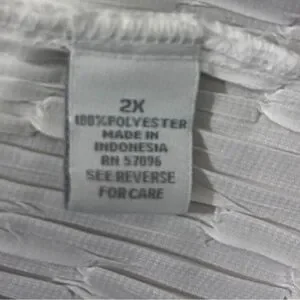 2X
100%POLYESTER
MADE IN
INDONESIA
RN 57096
SEE REVERSE
FOR CARE